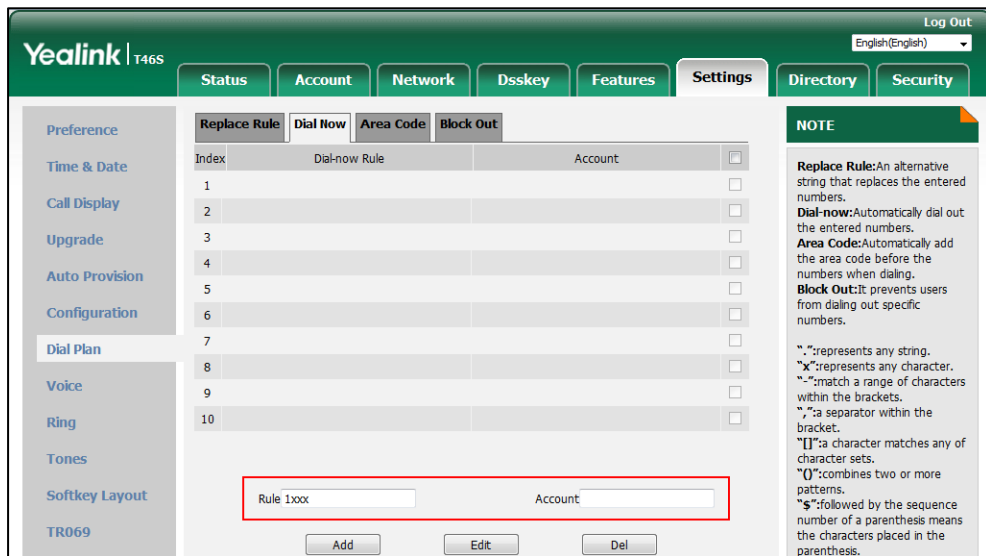 Log Out
Yealink T46S
English(English)
Status Account Network Dsskey Features Settings Directory Security
Preference
Time & Date
Call Display
Upgrade
Auto Provision
Configuration
Dial Plan
Voice
Ring
Tones
Softkey Layout
TR069
Replace Rule Dial Now Area Code Block Out
Index Dial-now Rule Account
1
2
3
4
5
6
7
8
9
10
Rule 1xxx Account
Add Edit Del
NOTE
Replace Rule:An alternative
string that replaces the entered
numbers.
Dial-now:Automatically dial out
the entered numbers.
Area Code:Automatically add
the area code before the
numbers when dialing.
Block Out:It prevents users
from dialing out specific
numbers.
".":represents any string.
"x":represents any character.
"-":match a range of characters
within the brackets.
",":a separator within the
bracket.
"[]":a character matches any of
character sets.
"()":combines two or more
patterns.
"$":followed by the sequence
number of a parenthesis means
the characters placed in the
parenthesis.